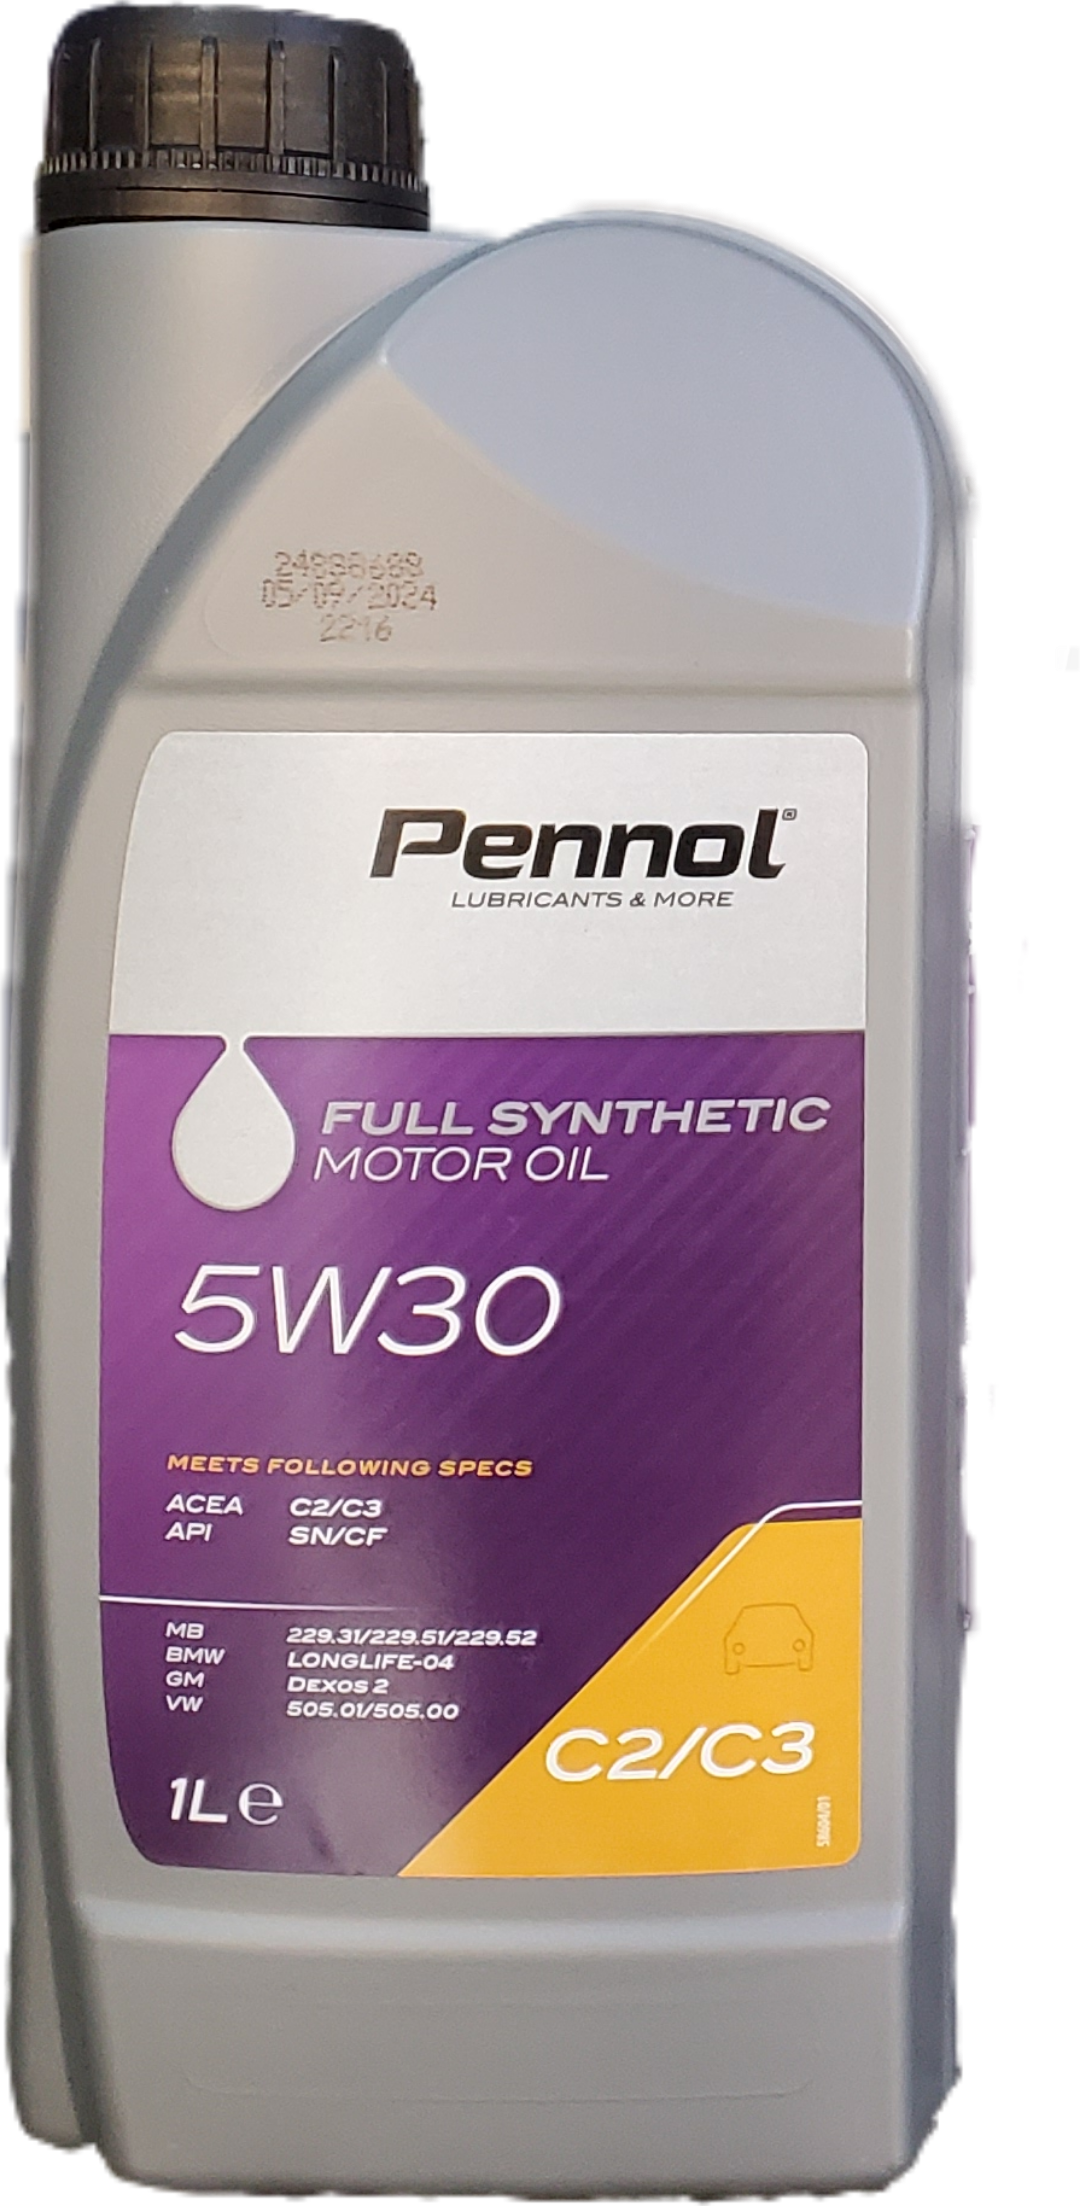 05/09/2024
2216
Pennol®
LUBRICANTS & MORE
FULL SYNTHETIC
MOTOR OIL
5W30
MEETS FOLLOWING SPECS
ACEA C2/C3
API SN/CF
MB 229.31/229.51/229.52
BMW LONGLIFE-04
GM DEXOS 2
VW 505.01/505.00
1L ℮
C2/C3